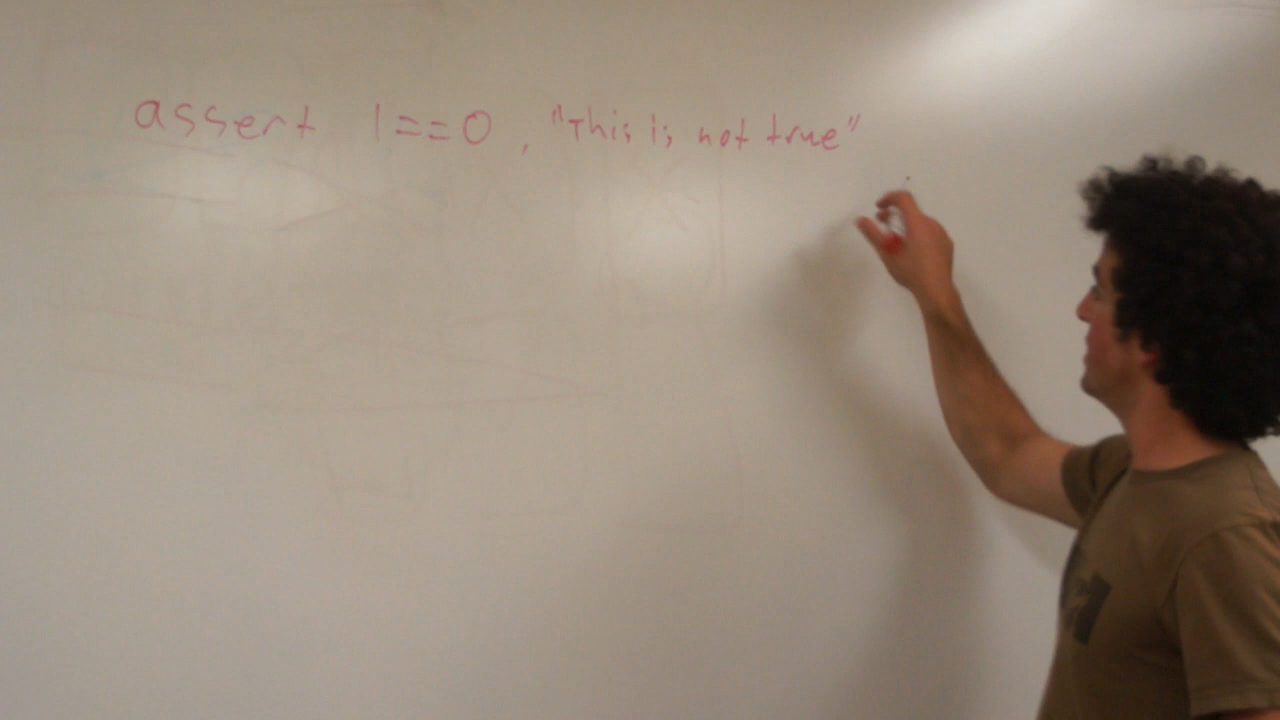 assert 1==0, "This is not true"